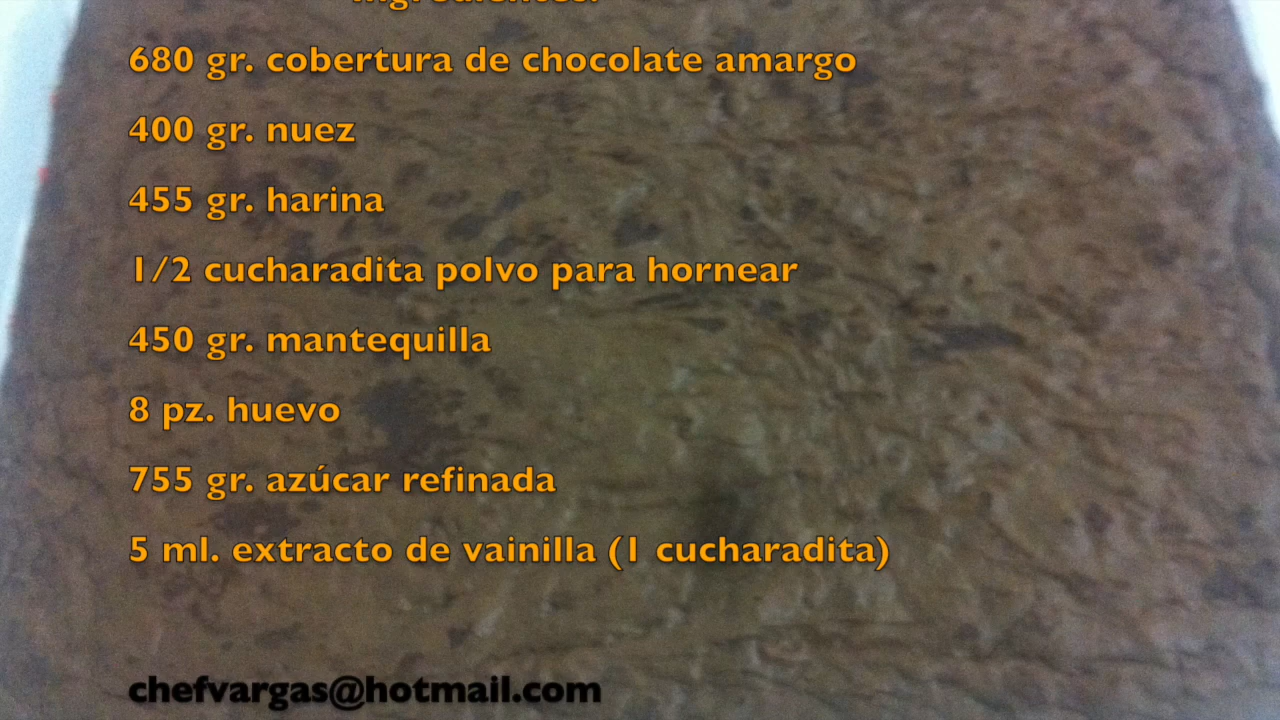 Ingredientes:
680 gr. cobertura de chocolate amargo
400 gr. nuez
455 gr. harina
1/2 cucharadita polvo para hornear
450 gr. mantequilla
8 pz. huevo
755 gr. azúcar refinada
5 ml. extracto de vainilla (1 cucharadita)
chefvargas@hotmail.com